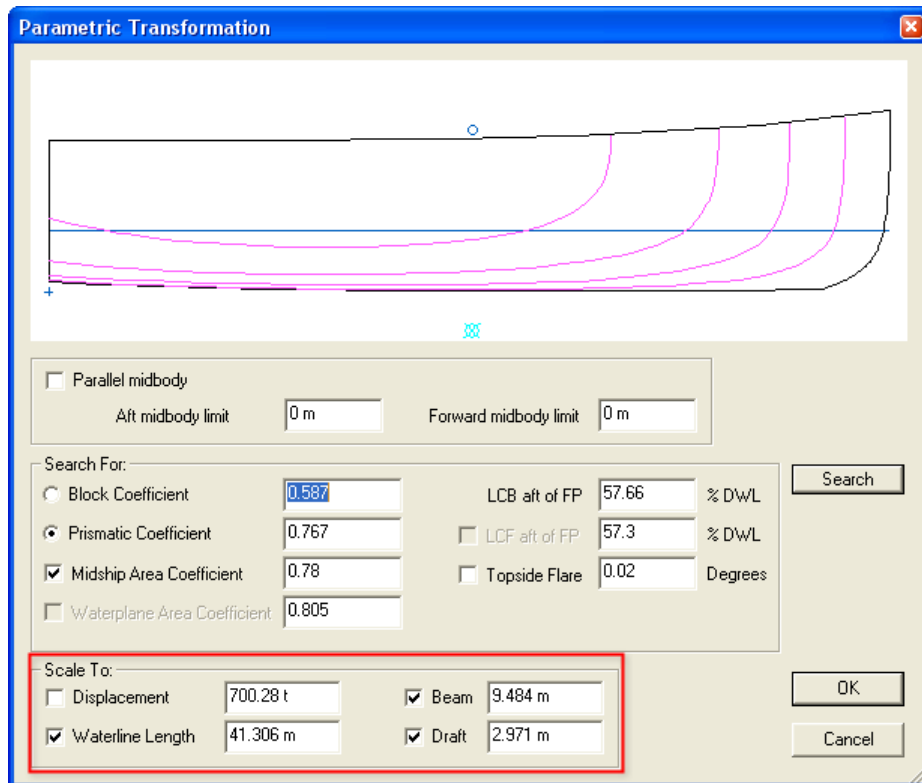 Parametric Transformation
Parallel midbody
Aft midbody limit 0 m Forward midbody limit 0 m
Search For:
Block Coefficient 0.587 LCB aft of FP 57.66 % DWL Search
Prismatic Coefficient 0.767 LCF aft of FP 57.3 % DWL
Midship Area Coefficient 0.78 Topside Flare 0.02 Degrees
Waterplane Area Coefficient 0.805
Scale To:
Displacement 700.28 t Beam 9.484 m OK
Waterline Length 41.306 m Draft 2.971 m Cancel